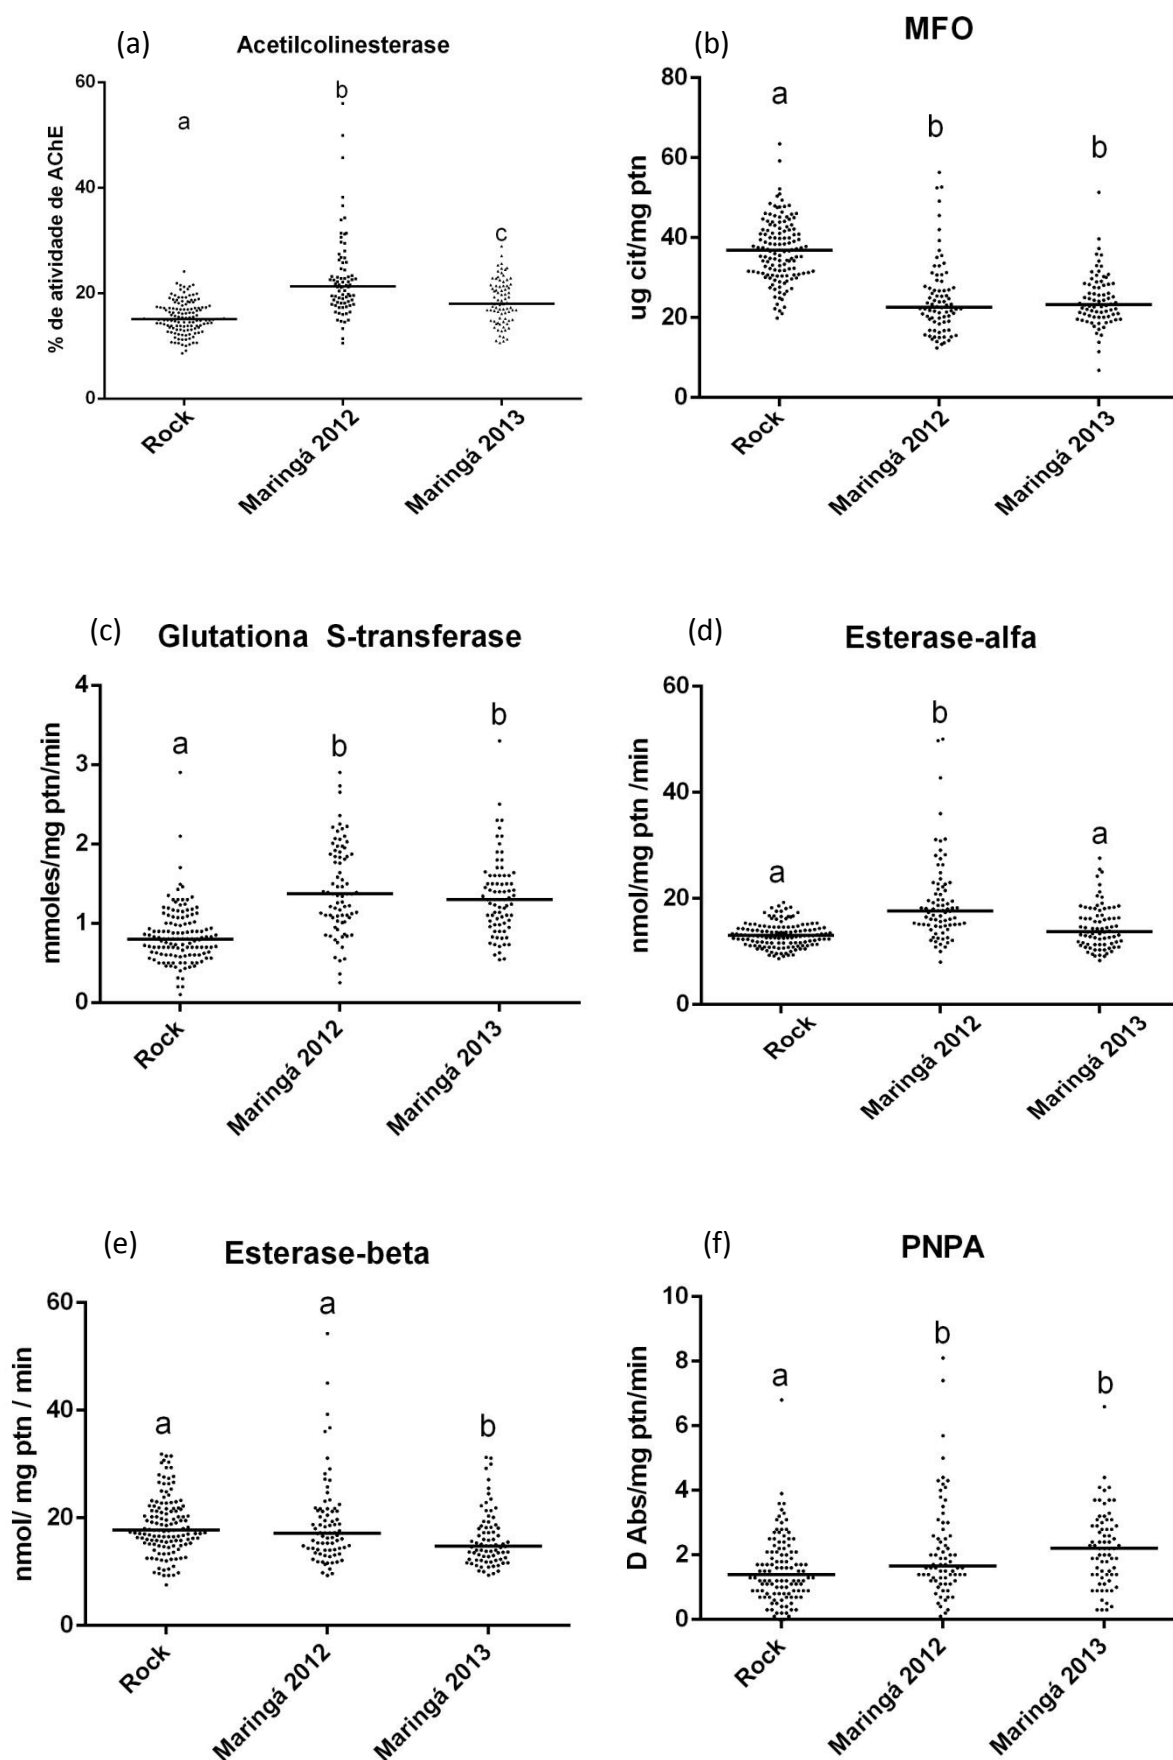 (a)
Acetilcolinesterase
% de atividade de AChE
60
40
20
0
a
b
c
Rock
Maringá 2012
Maringá 2013
(b)
MFO
ug cit/mg ptn
80
60
40
20
0
a
b
b
Rock
Maringá 2012
Maringá 2013
(c)
Glutationa S-transferase
mmoles/mg ptn/min
4
3
2
1
0
a
b
b
Rock
Maringá 2012
Maringá 2013
(d)
Esterase-alfa
nmol/mg ptn /min
60
40
20
0
a
b
a
Rock
Maringá 2012
Maringá 2013
(e)
Esterase-beta
nmol/ mg ptn / min
60
40
20
0
a
a
b
Rock
Maringá 2012
Maringá 2013
(f)
PNPA
D Abs/mg ptn/min
10
8
6
4
2
0
a
b
b
Rock
Maringá 2012
Maringá 2013